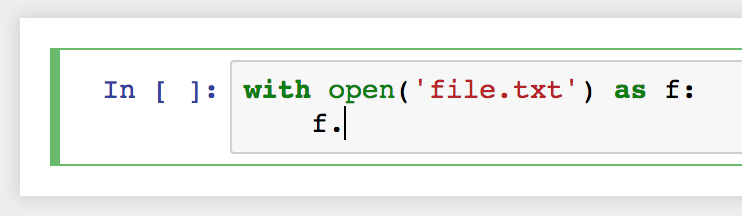 In [ ]: with open('file.txt') as f:
    f.